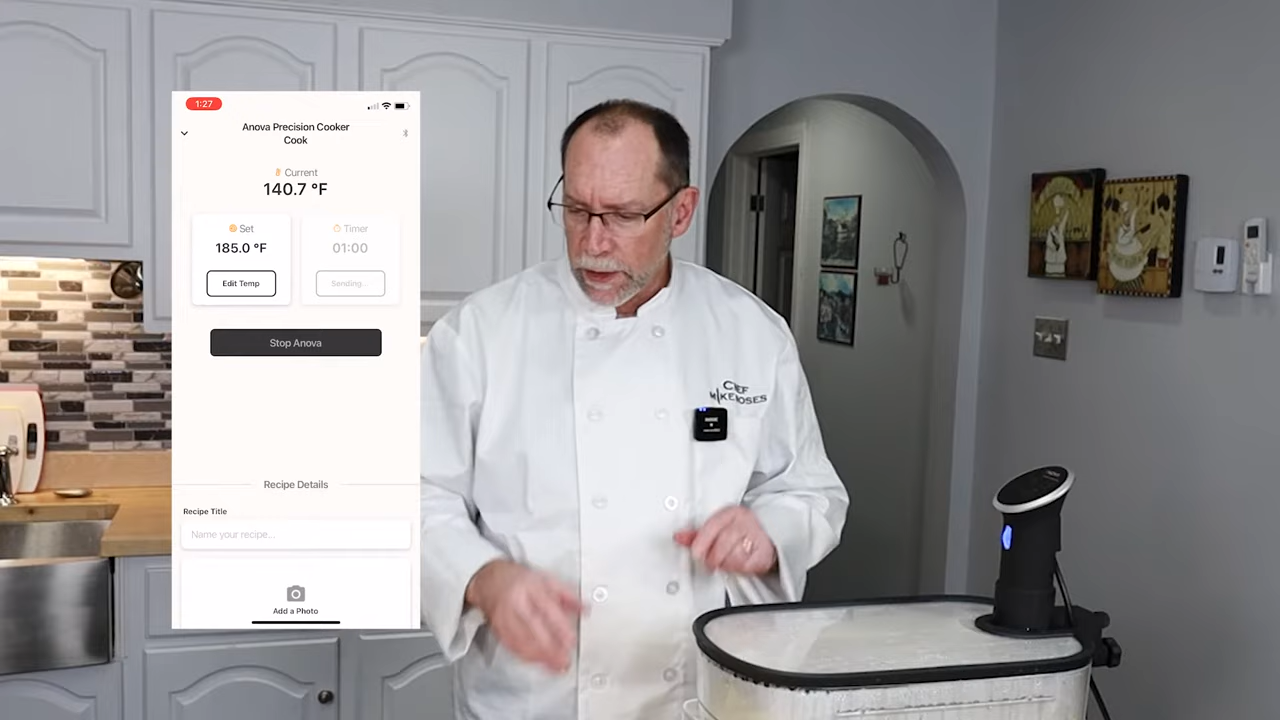 1:27
Anova Precision Cooker
Cook
Current
140.7 °F
Set
185.0 °F
Edit Temp
Timer
01:00
Sending...
Stop Anova
Recipe Details
Recipe Title
Name your recipe...
Add a Photo
CHEF
MIKE MOSES